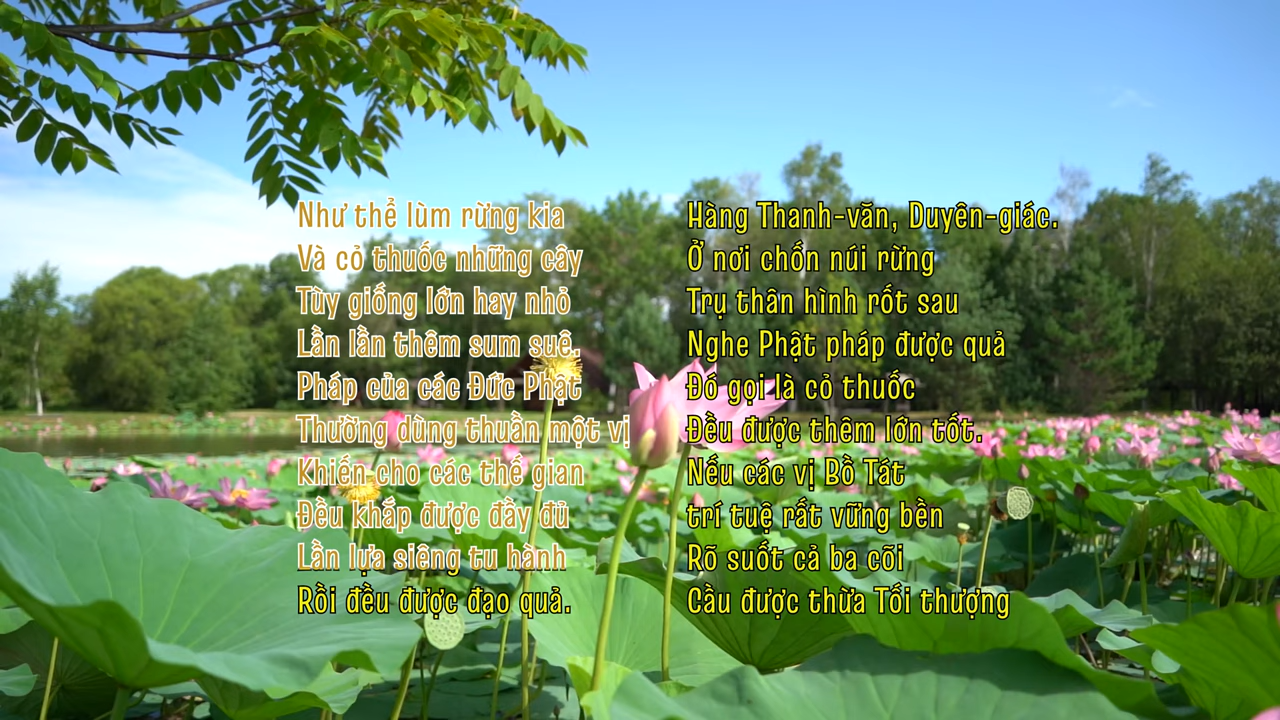 Như thể lùm rừng kia
Và cỏ thuốc những cây
Tùy giống lớn hay nhỏ
Lần lần thêm sum suê.
Pháp của các Đức Phật
Thường dùng thuần một vị
Khiến cho các thế gian
Đều khắp được đầy đủ
Lần lựa siêng tu hành
Rồi đều được đạo quả.
Hàng Thanh-văn, Duyên-giác.
Ở nơi chốn núi rừng
Trụ thân hình rốt sau
Nghe Phật pháp được quả
Đó gọi là cỏ thuốc
Đều được thêm lớn tốt.
Nếu các vị Bồ Tát
trí tuệ rất vững bền
Rõ suốt cả ba cõi
Cầu được thừa Tối thượng